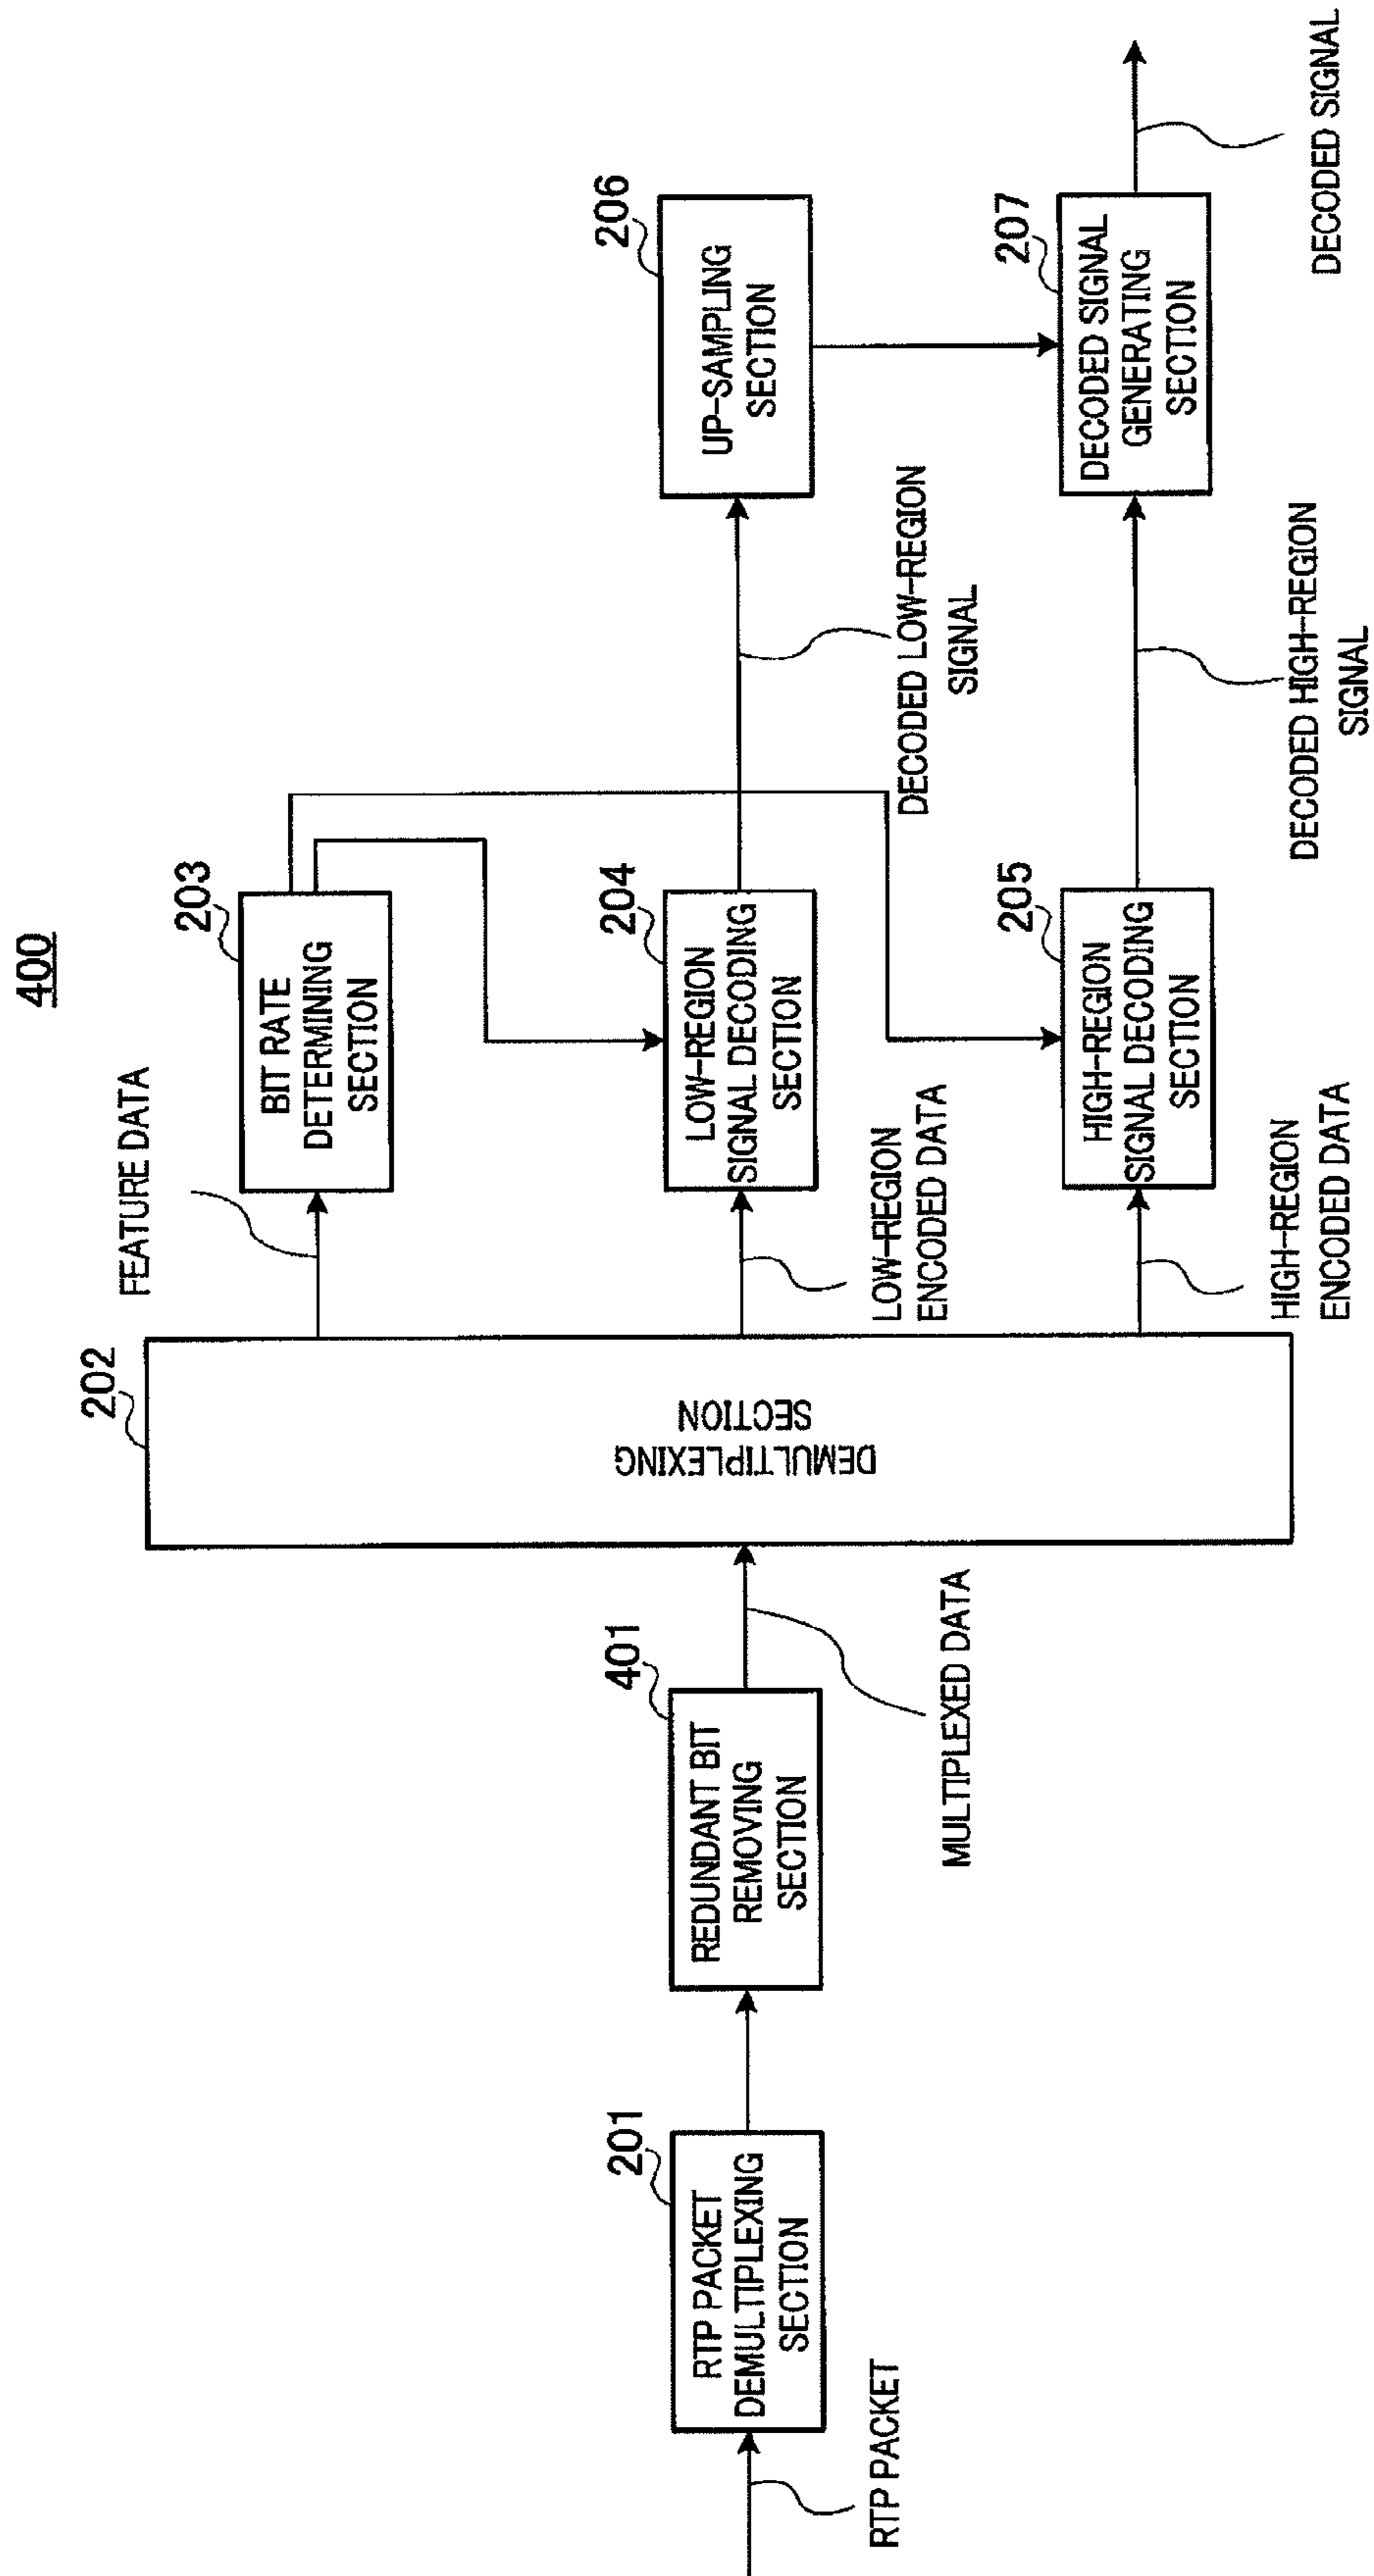 400
RTP PACKET
201
RTP PACKET
DEMULTIPLEXING
SECTION
401
REDUNDANT BIT
REMOVING
SECTION
MULTIPLEXED DATA
202
DEMULTIPLEXING
SECTION
FEATURE DATA
203
BIT RATE
DETERMINING
SECTION
LOW-REGION
ENCODED DATA
204
LOW-REGION
SIGNAL DECODING
SECTION
HIGH-REGION
ENCODED DATA
205
HIGH-REGION
SIGNAL DECODING
SECTION
DECODED LOW-REGION
SIGNAL
206
UP-SAMPLING
SECTION
DECODED HIGH-REGION
SIGNAL
207
DECODED SIGNAL
GENERATING
SECTION
DECODED SIGNAL